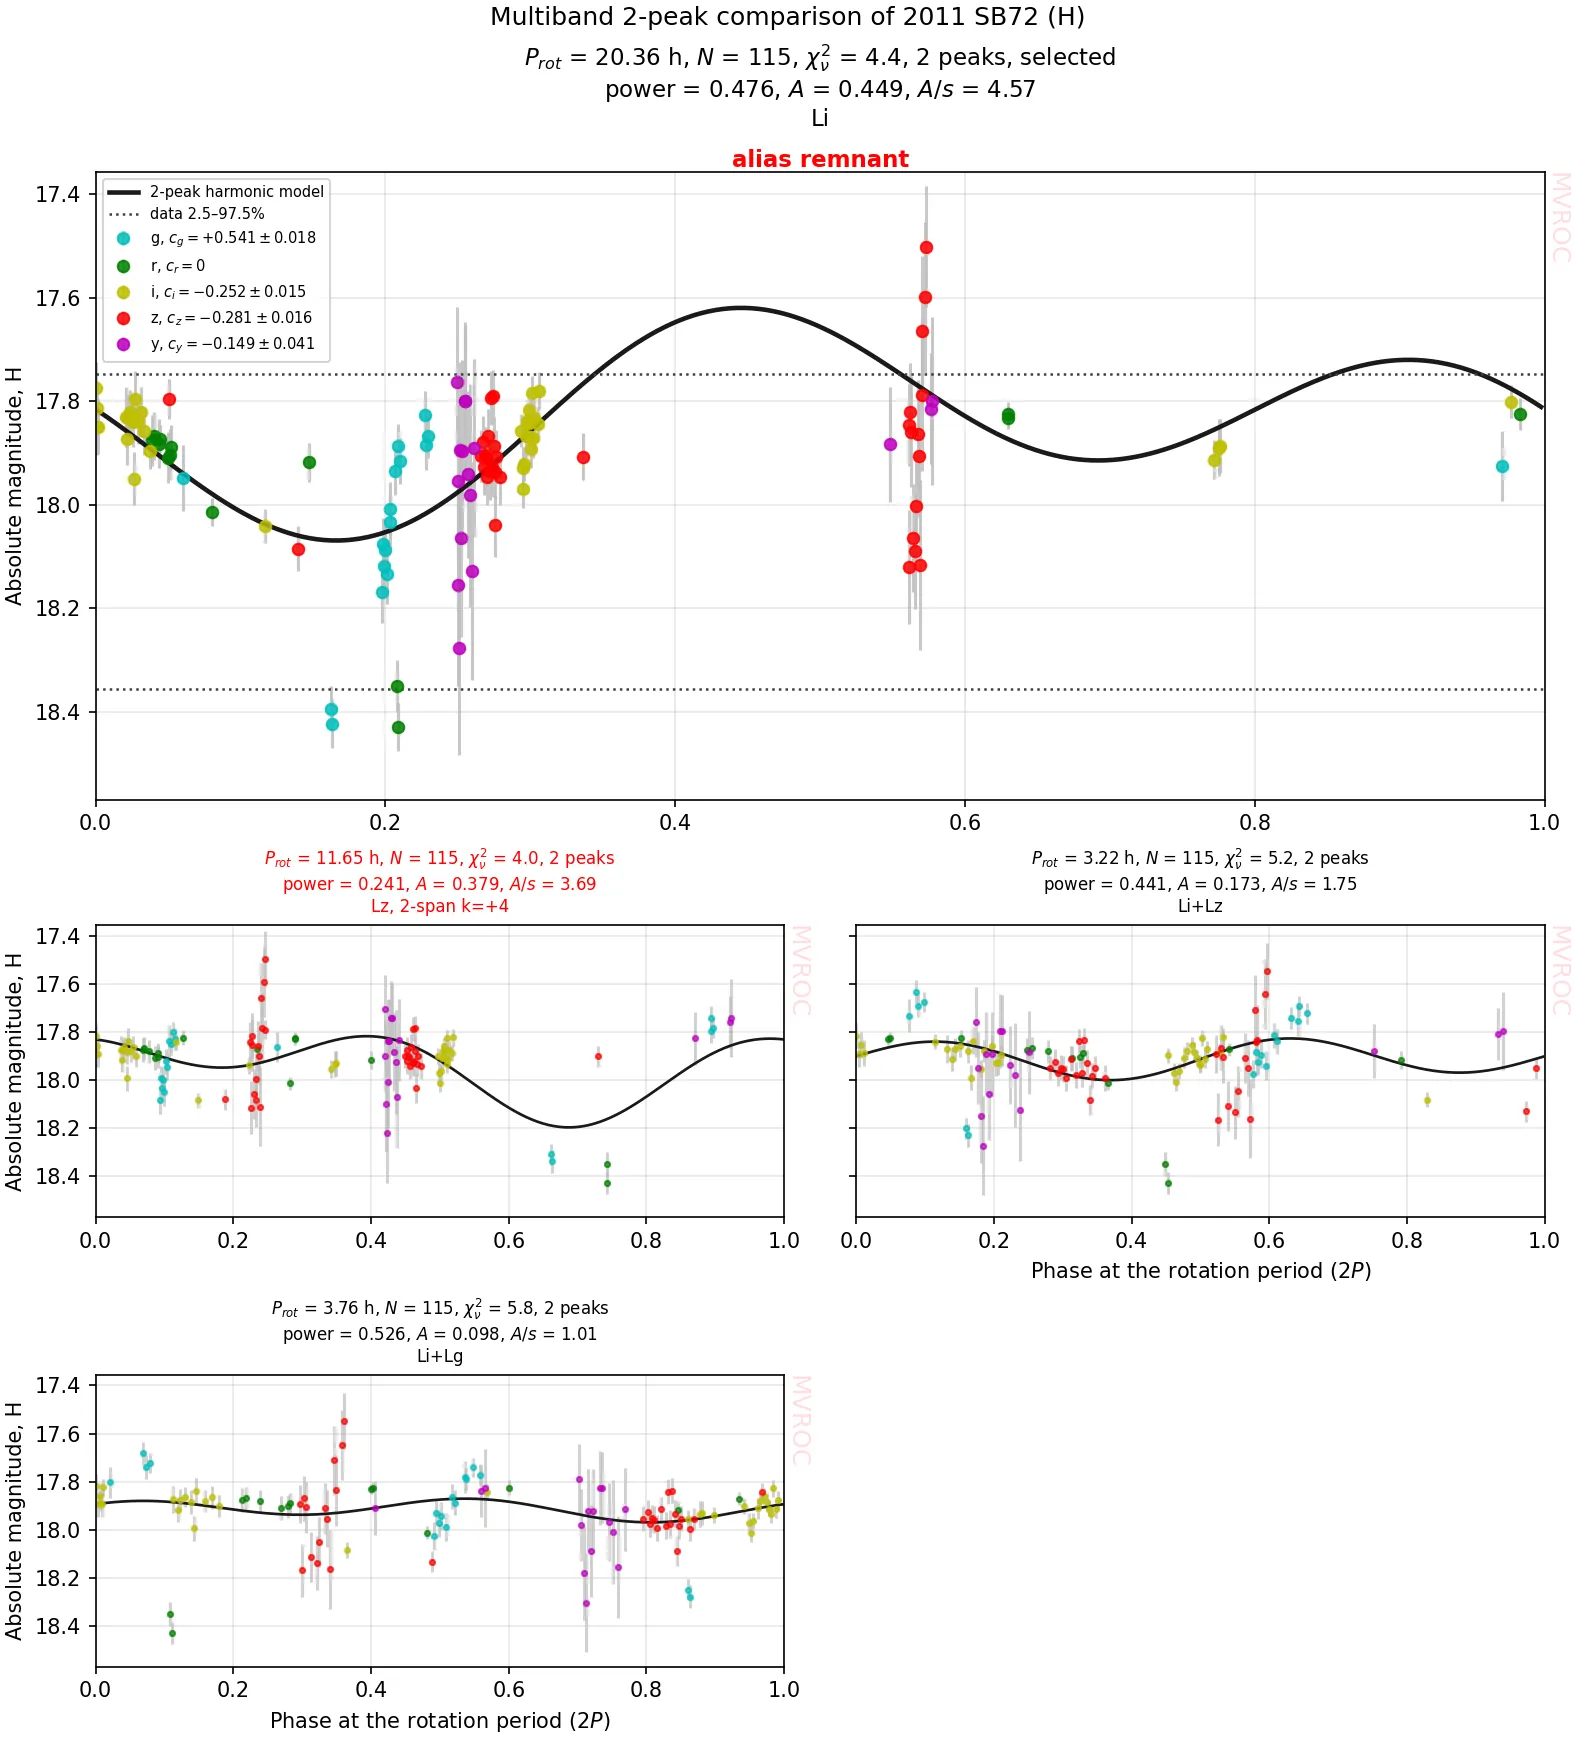 Multiband 2-peak comparison of 2011 SB72 (H)
P_rot = 20.36 h, N = 115, χ²_ν = 4.4, 2 peaks, selected
power = 0.476, A = 0.449, A/s = 4.57
Li
alias remnant
2-peak harmonic model
data 2.5–97.5%
g, c_g = +0.541 ± 0.018
r, c_r = 0
i, c_i = −0.252 ± 0.015
z, c_z = −0.281 ± 0.016
y, c_y = −0.149 ± 0.041
17.4
17.6
17.8
18.0
18.2
18.4
Absolute magnitude, H
0.0 0.2 0.4 0.6 0.8 1.0
MVROC
P_rot = 11.65 h, N = 115, χ²_ν = 4.0, 2 peaks
power = 0.241, A = 0.379, A/s = 3.69
Lz, 2-span k=+4
17.4
17.6
17.8
18.0
18.2
18.4
Absolute magnitude, H
0.0 0.2 0.4 0.6 0.8 1.0
MVROC
P_rot = 3.22 h, N = 115, χ²_ν = 5.2, 2 peaks
power = 0.441, A = 0.173, A/s = 1.75
Li+Lz
0.0 0.2 0.4 0.6 0.8 1.0
Phase at the rotation period (2P)
MVROC
P_rot = 3.76 h, N = 115, χ²_ν = 5.8, 2 peaks
power = 0.526, A = 0.098, A/s = 1.01
Li+Lg
17.4
17.6
17.8
18.0
18.2
18.4
Absolute magnitude, H
0.0 0.2 0.4 0.6 0.8 1.0
Phase at the rotation period (2P)
MVROC